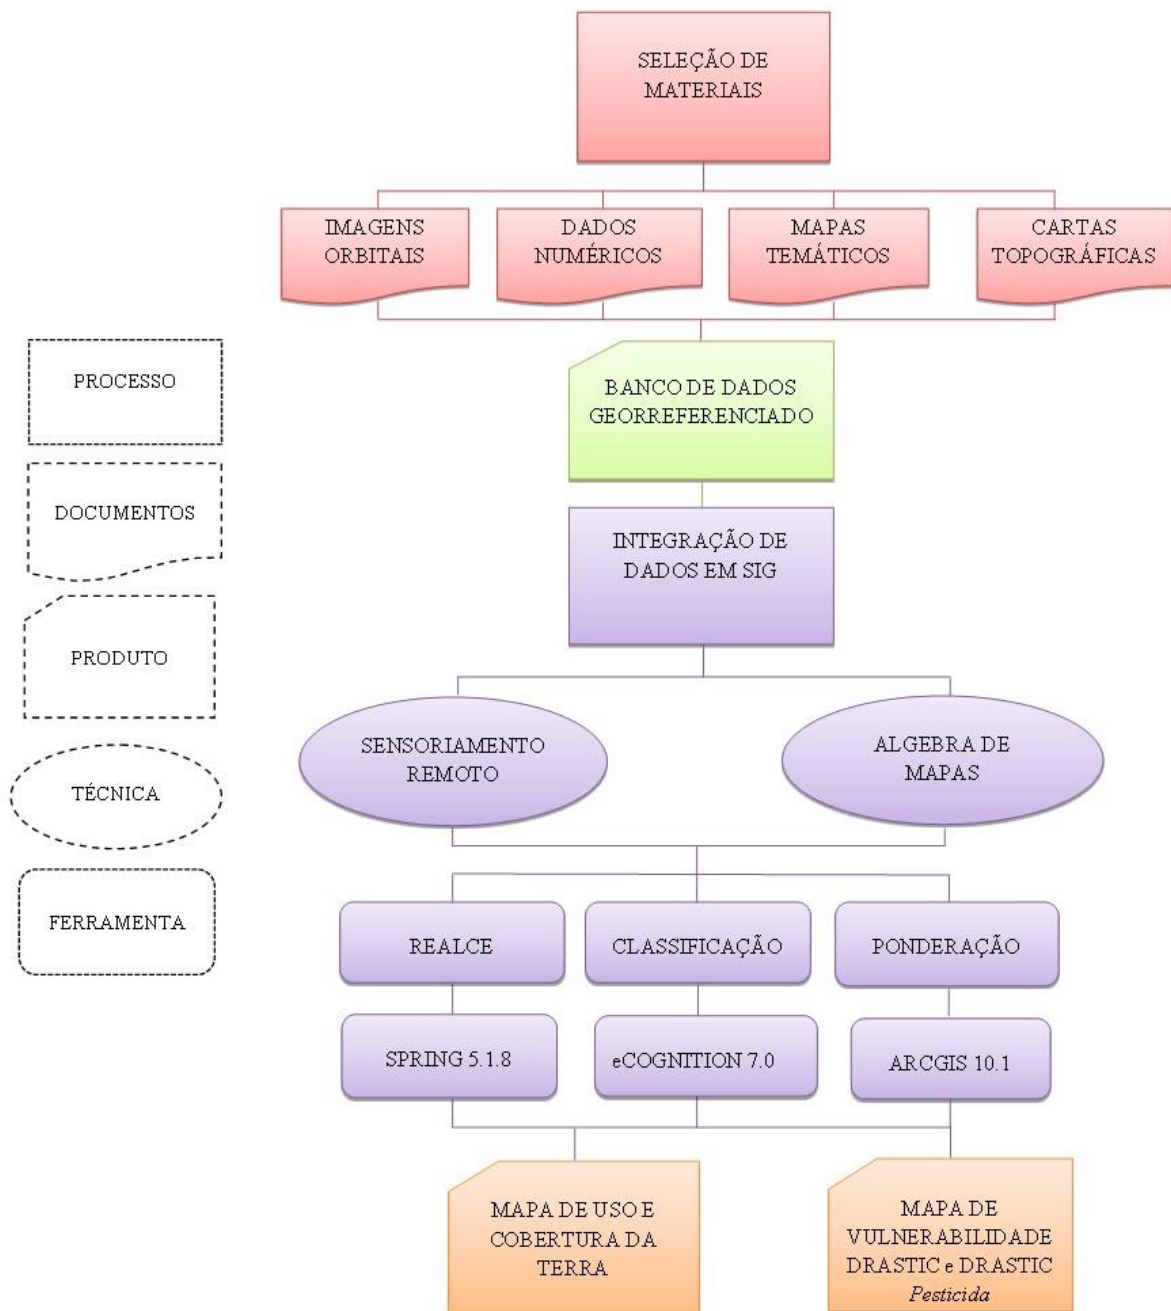 SELEÇÃO DE
MATERIAIS
IMAGENS
ORBITAIS
DADOS
NUMÉRICOS
MAPAS
TEMÁTICOS
CARTAS
TOPOGRÁFICAS
BANCO DE DADOS
GEORREFERENCIADO
INTEGRAÇÃO DE
DADOS EM SIG
SENSORIAMENTO
REMOTO
ALGEBRA DE
MAPAS
REALCE
CLASSIFICAÇÃO
PONDERAÇÃO
SPRING 5.1.8
eCOGNITION 7.0
ARCGIS 10.1
MAPA DE USO E
COBERTURA DA
TERRA
MAPA DE
VULNERABILIDADE
DRASTIC e DRASTIC
Pesticida
PROCESSO
DOCUMENTOS
PRODUTO
TÉCNICA
FERRAMENTA